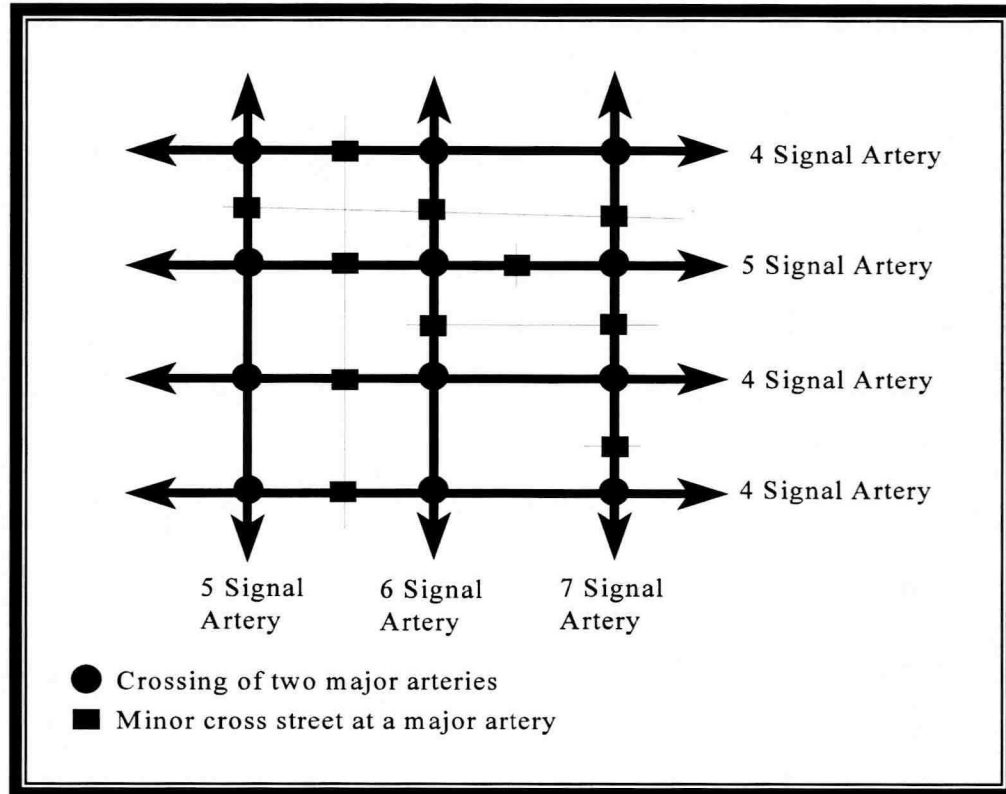 4 Signal Artery
5 Signal Artery
4 Signal Artery
4 Signal Artery
5 Signal
Artery
6 Signal
Artery
7 Signal
Artery
Crossing of two major arteries
Minor cross street at a major artery